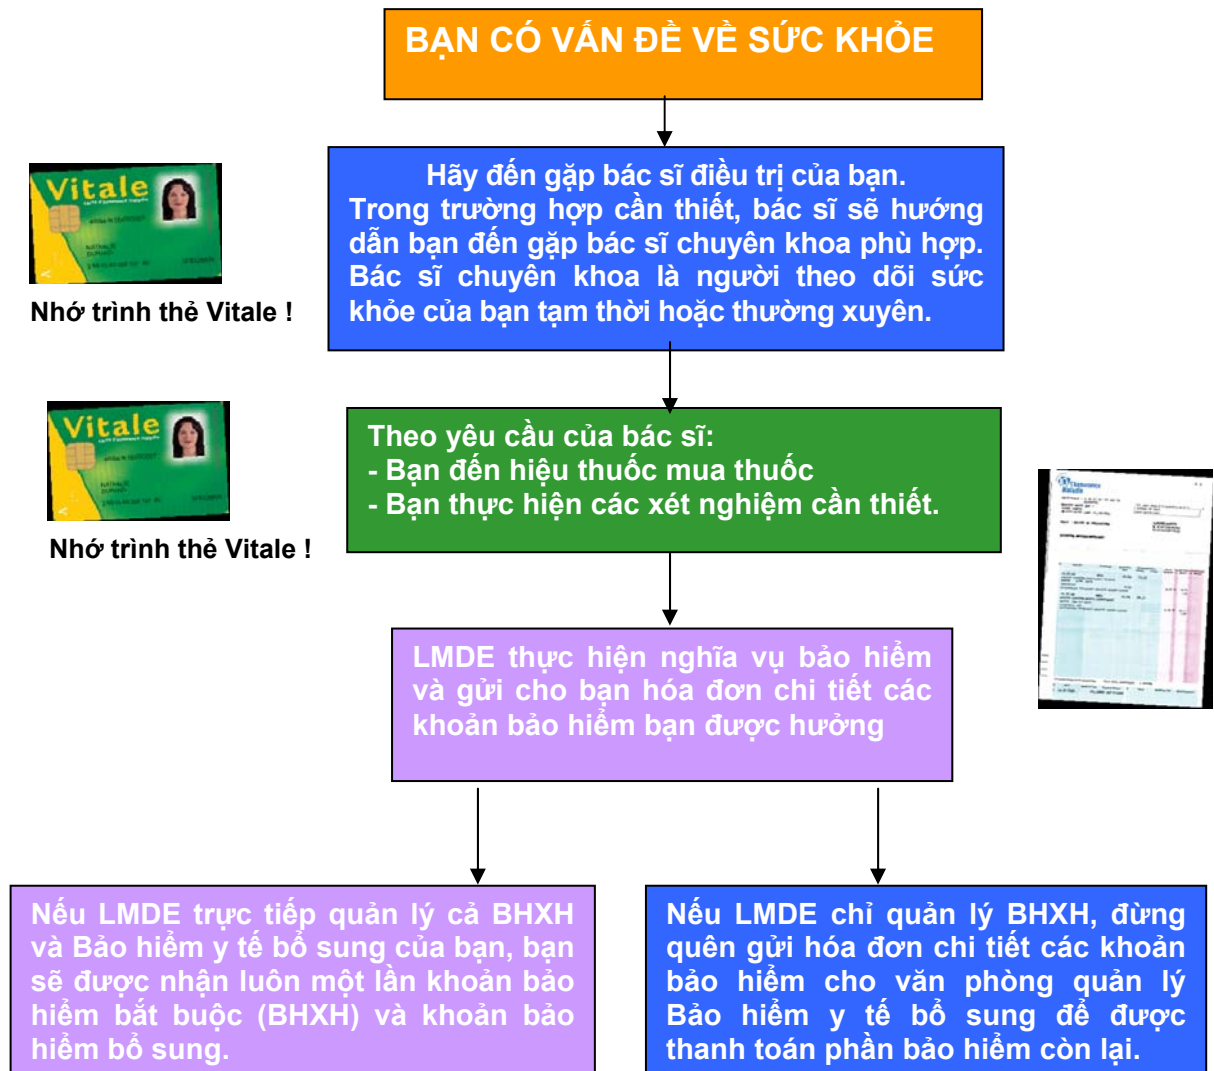 BẠN CÓ VẤN ĐỀ VỀ SỨC KHỎE
Hãy đến gặp bác sĩ điều trị của bạn.
Trong trường hợp cần thiết, bác sĩ sẽ hướng
dẫn bạn đến gặp bác sĩ chuyên khoa phù hợp.
Bác sĩ chuyên khoa là người theo dõi sức
khỏe của bạn tạm thời hoặc thường xuyên.
Vitale
Nhớ trình thẻ Vitale !
Theo yêu cầu của bác sĩ:
- Bạn đến hiệu thuốc mua thuốc
- Bạn thực hiện các xét nghiệm cần thiết.
Vitale
Nhớ trình thẻ Vitale !
LMDE thực hiện nghĩa vụ bảo hiểm
và gửi cho bạn hóa đơn chi tiết các
khoản bảo hiểm bạn được hưởng
Nếu LMDE trực tiếp quản lý cả BHXH
và Bảo hiểm y tế bổ sung của bạn, bạn
sẽ được nhận luôn một lần khoản bảo
hiểm bắt buộc (BHXH) và khoản bảo
hiểm bổ sung.
Nếu LMDE chỉ quản lý BHXH, đừng
quên gửi hóa đơn chi tiết các khoản
bảo hiểm cho văn phòng quản lý
Bảo hiểm y tế bổ sung để được
thanh toán phần bảo hiểm còn lại.